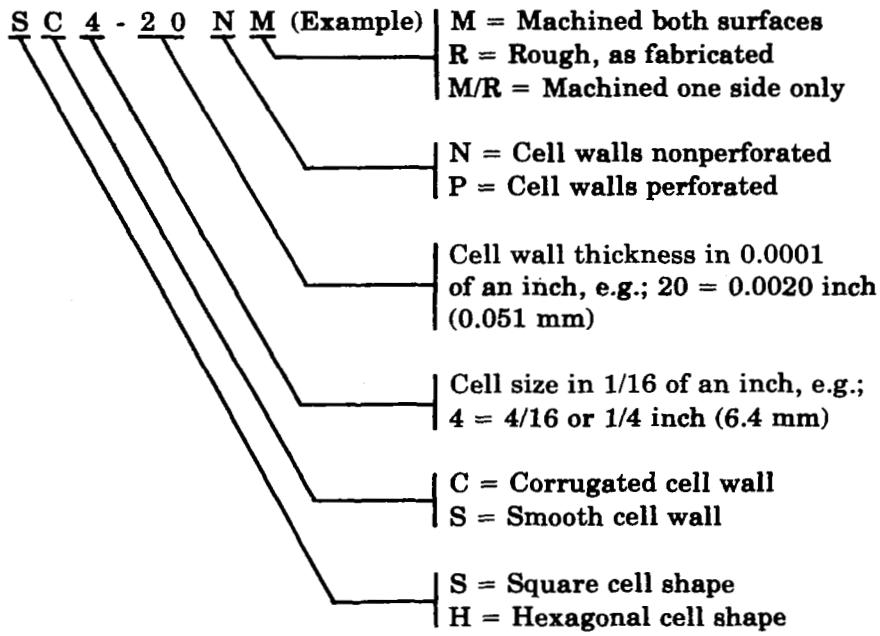 S C 4 - 2 0 N M (Example)
M = Machined both surfaces
R = Rough, as fabricated
M/R = Machined one side only
N = Cell walls nonperforated
P = Cell walls perforated
Cell wall thickness in 0.0001
of an inch, e.g.; 20 = 0.0020 inch
(0.051 mm)
Cell size in 1/16 of an inch, e.g.;
4 = 4/16 or 1/4 inch (6.4 mm)
C = Corrugated cell wall
S = Smooth cell wall
S = Square cell shape
H = Hexagonal cell shape